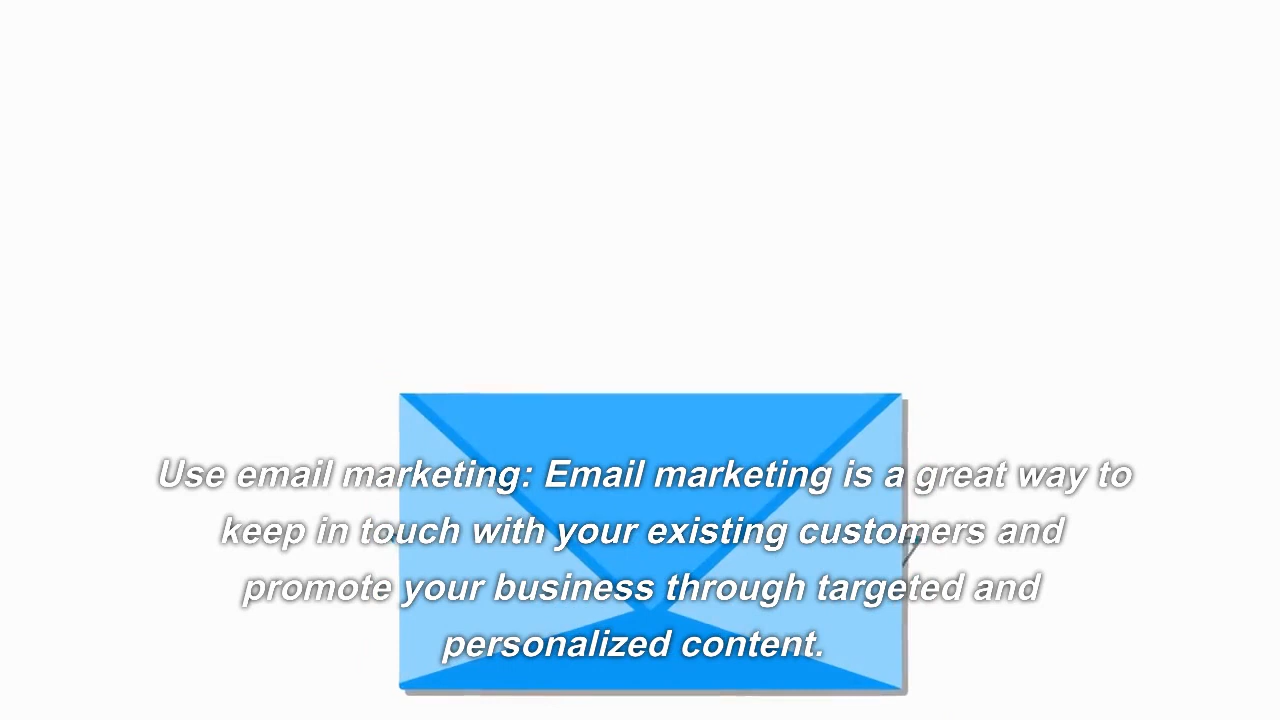 Use email marketing: Email marketing is a great way to
keep in touch with your existing customers and
promote your business through targeted and
personalized content.